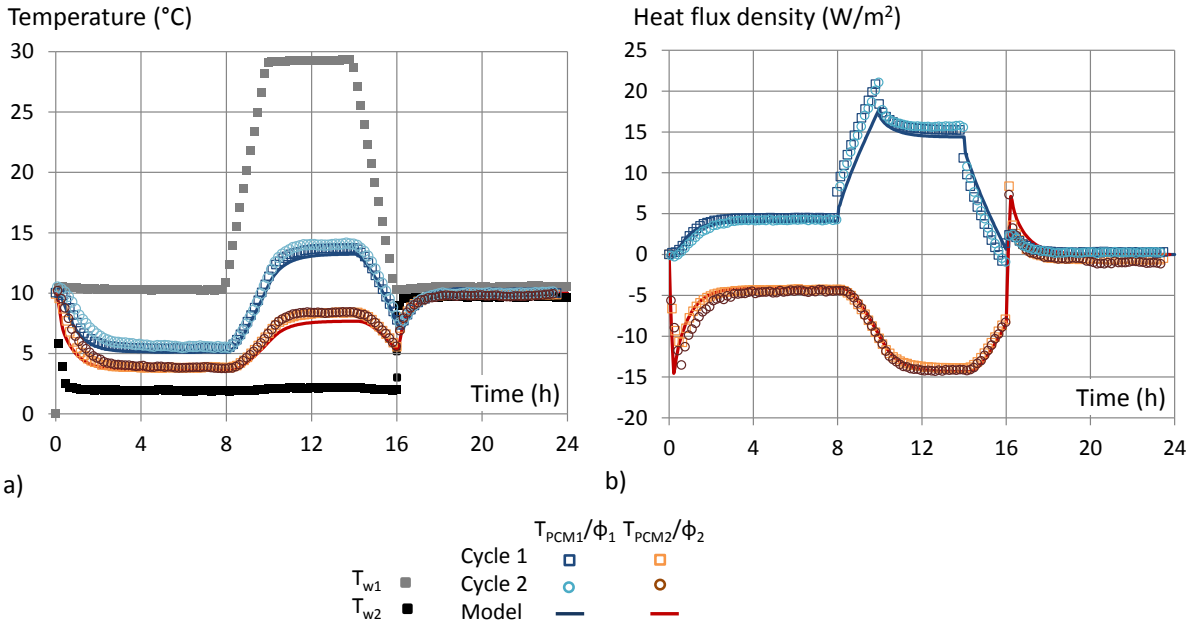 Temperature (°C)
30
25
20
15
10
5
0
0 4 8 12 16 20 24
Time (h)
a)
Heat flux density (W/m²)
25
20
15
10
5
0
-5
-10
-15
-20
0 4 8 12 16 20 24
Time (h)
b)
T_PCM1/ϕ_1 T_PCM2/ϕ_2
Cycle 1
T_w1 Cycle 2
T_w2 Model